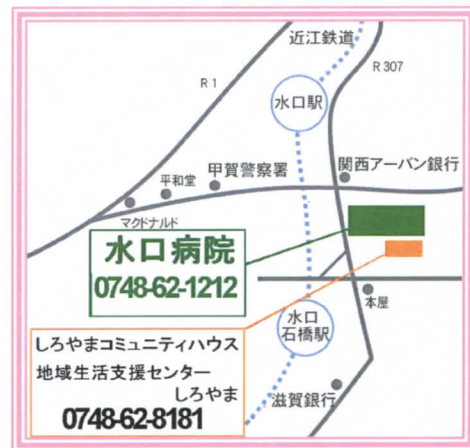 近江鉄道
R 1
R 307
水口駅
関西アーバン銀行
甲賀警察署
平和堂
マクドナルド
水口病院
0748-62-1212
本屋
水口
石橋駅
しろやまコミュニティハウス
地域生活支援センター
しろやま
0748-62-8181
滋賀銀行